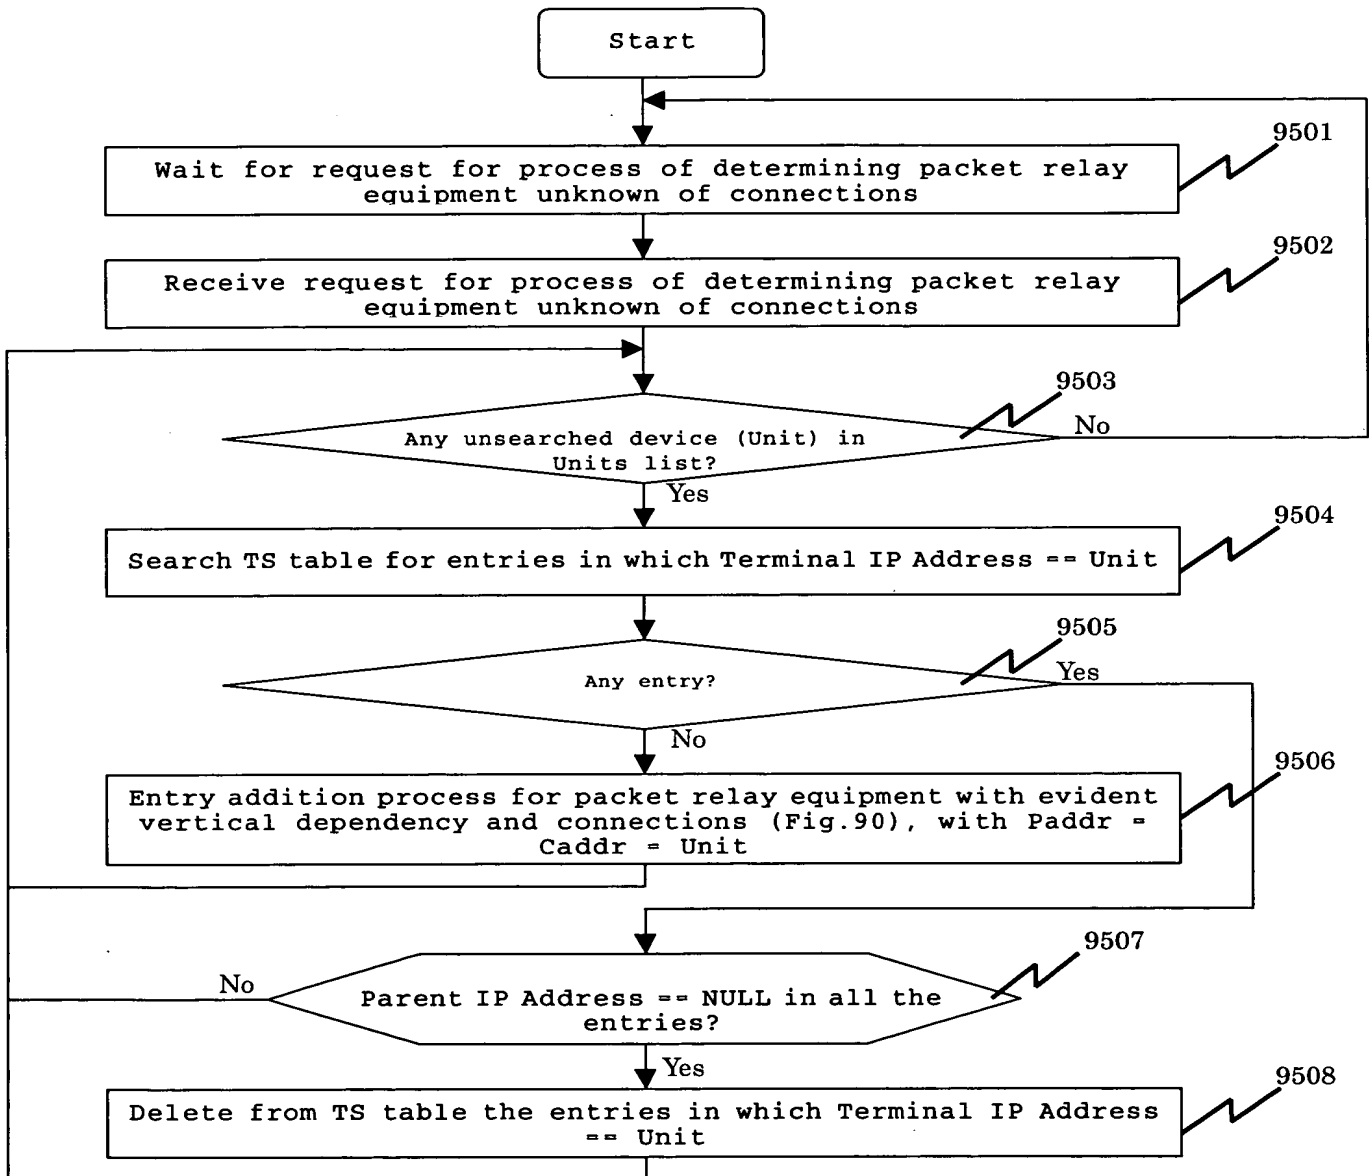 Start
9501
Wait for request for process of determining packet relay
equipment unknown of connections
9502
Receive request for process of determining packet relay
equipment unknown of connections
9503
No
Any unsearched device (Unit) in
Units list?
Yes
9504
Search TS table for entries in which Terminal IP Address == Unit
9505
Yes
Any entry?
No
9506
Entry addition process for packet relay equipment with evident
vertical dependency and connections (Fig.90), with Paddr =
Caddr = Unit
9507
No
Parent IP Address == NULL in all the
entries?
Yes
9508
Delete from TS table the entries in which Terminal IP Address
== Unit